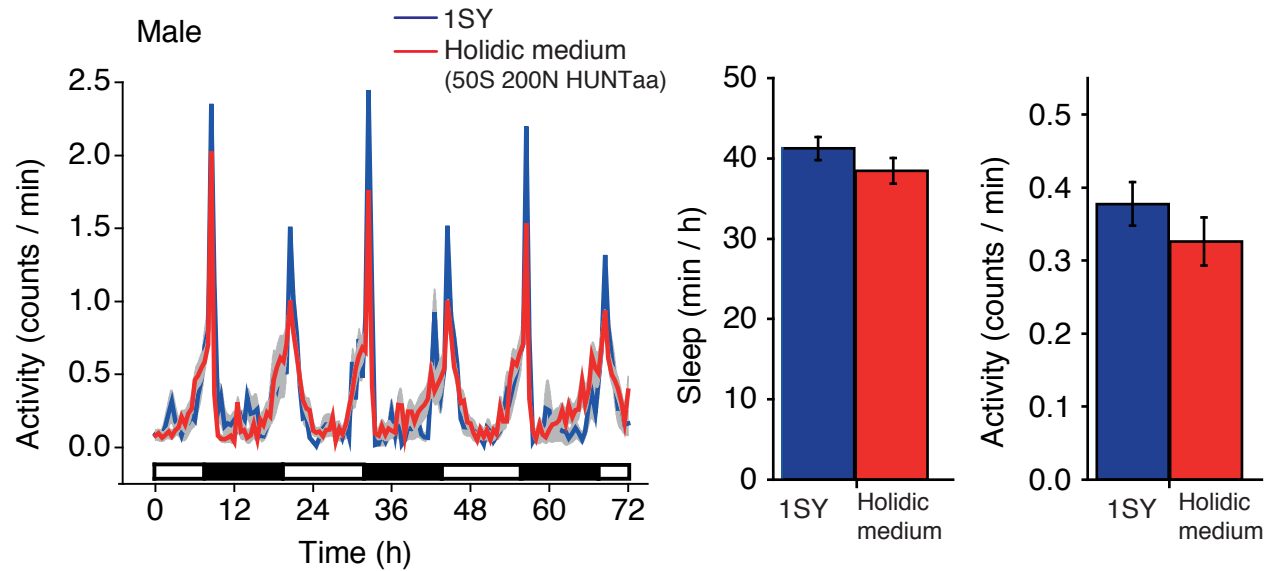 Male
1SY
Holidic medium
(50S 200N HUNTaa)
Activity (counts / min)
2.5
2.0
1.5
1.0
0.5
0.0
0 12 24 36 48 60 72
Time (h)
Sleep (min / h)
50
40
30
20
10
0
1SY Holidic
medium
Activity (counts / min)
0.5
0.4
0.3
0.2
0.1
0.0
1SY Holidic
medium